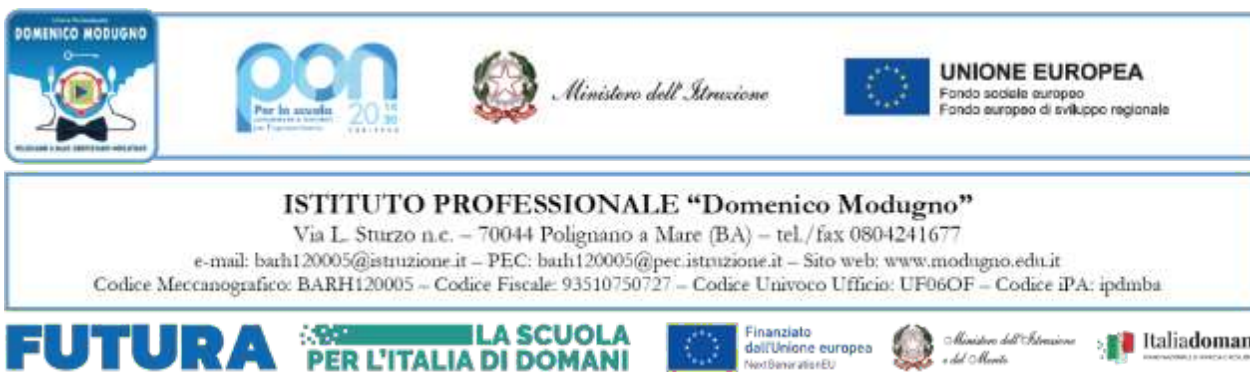 DOMENICO MODUGNO
pon
Per la scuola
20
Ministero dell'Istruzione
UNIONE EUROPEA
Fondo sociale europeo
Fondo europeo di sviluppo regionale
ISTITUTO PROFESSIONALE “Domenico Modugno”
Via L. Sturzo n.c. – 70044 Polignano a Mare (BA) – tel./fax 0804241677
e-mail: barh120005@istruzione.it – PEC: barh120005@pec.istruzione.it – Sito web: www.modugno.edu.it
Codice Meccanografico: BARH120005 – Codice Fiscale: 93510750727 – Codice Univoco Ufficio: UF06OF – Codice iPA: ipdmba
FUTURA
LA SCUOLA
PER L'ITALIA DI DOMANI
Finanziato
dall'Unione europea
NextGenerationEU
Ministero dell'Istruzione
e del Merito
Italiadoman